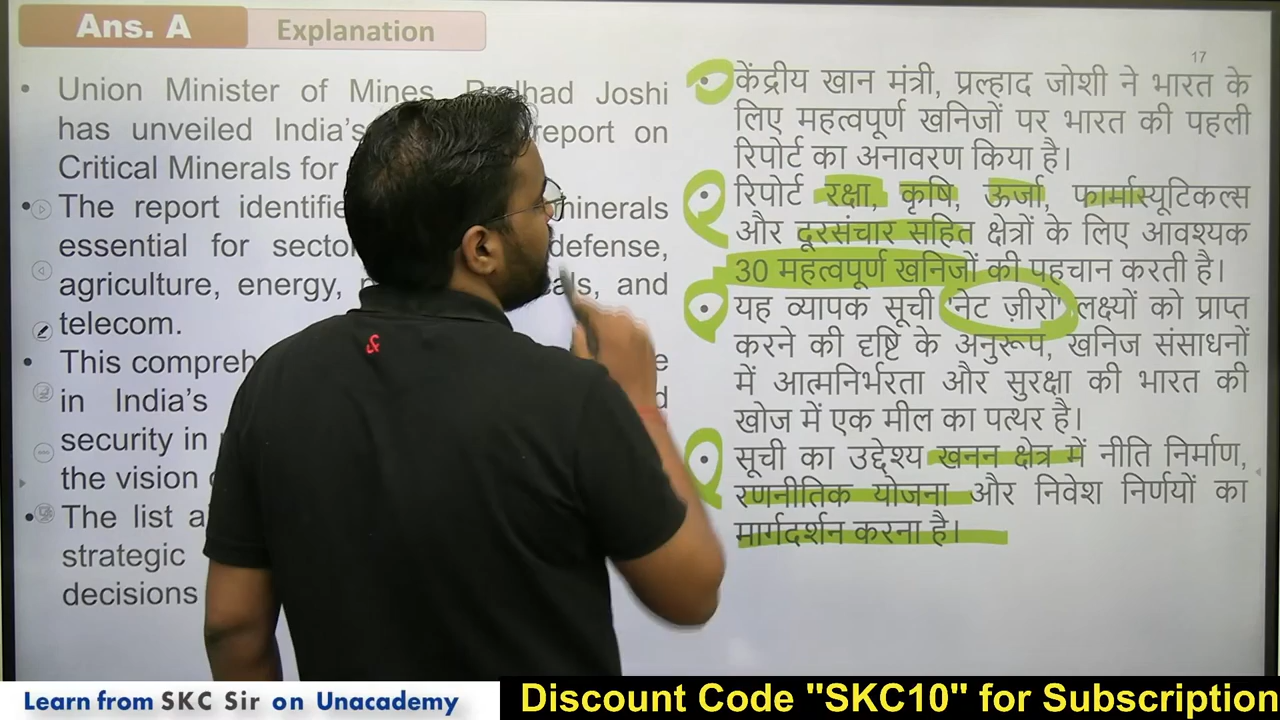 Ans. A
Explanation
17
• Union Minister of Mines, Pralhad Joshi
has unveiled India's report on
Critical Minerals for
• The report identifie minerals
essential for secto defense,
agriculture, energy, als, and
telecom.
• This compreh
in India's
security in
the vision
• The list a
strategic
decisions
• केंद्रीय खान मंत्री, प्रल्हाद जोशी ने भारत के
लिए महत्वपूर्ण खनिजों पर भारत की पहली
रिपोर्ट का अनावरण किया है।
• रिपोर्ट रक्षा, कृषि, ऊर्जा, फार्मास्यूटिकल्स
और दूरसंचार सहित क्षेत्रों के लिए आवश्यक
30 महत्वपूर्ण खनिजों की पहचान करती है।
• यह व्यापक सूची 'नेट ज़ीरो' लक्ष्यों को प्राप्त
करने की दृष्टि के अनुरूप, खनिज संसाधनों
में आत्मनिर्भरता और सुरक्षा की भारत की
खोज में एक मील का पत्थर है।
• सूची का उद्देश्य खनन क्षेत्र में नीति निर्माण,
रणनीतिक योजना और निवेश निर्णयों का
मार्गदर्शन करना है।
Learn from SKC Sir on Unacademy
Discount Code "SKC10" for Subscription